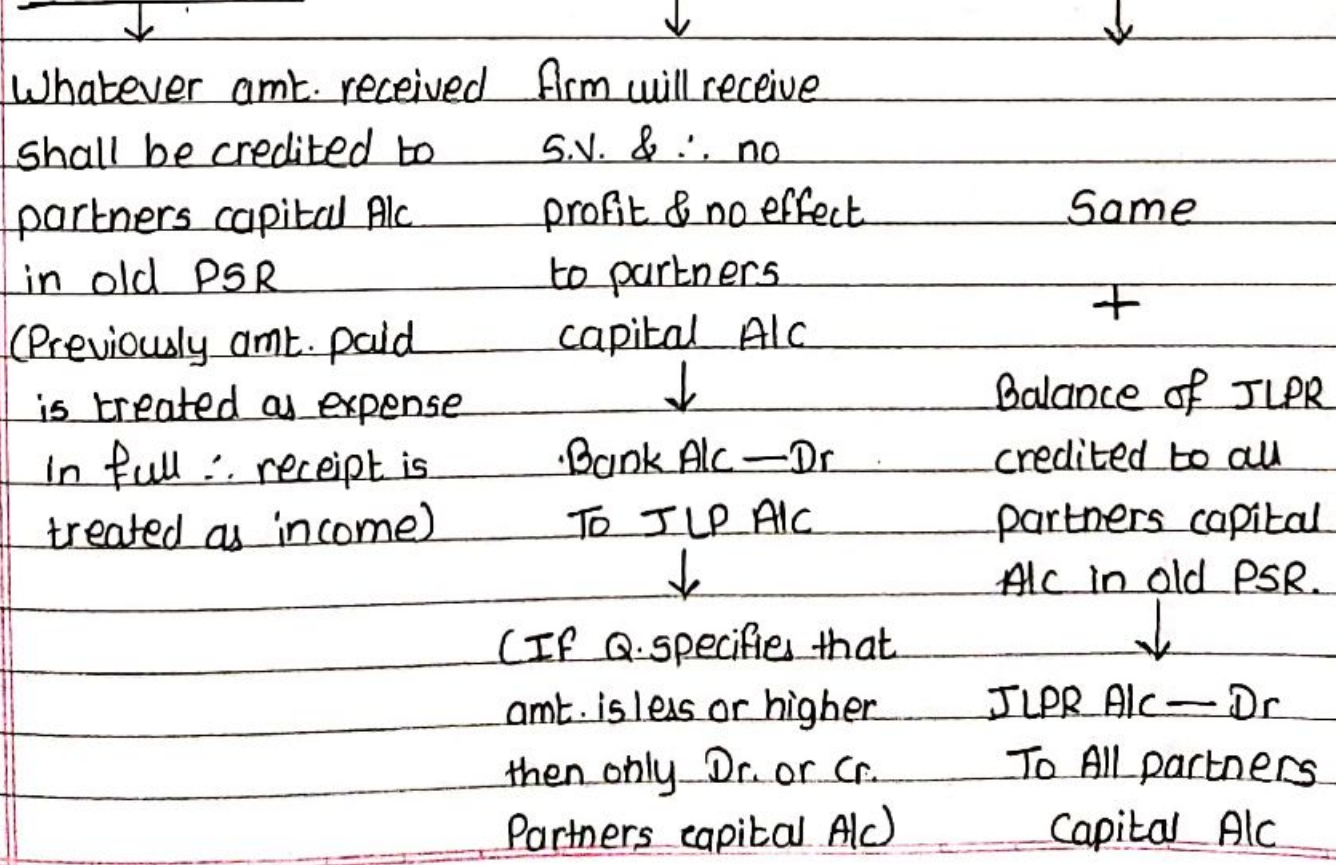 Whatever amt. received
shall be credited to
partners capital A/c
in old PSR
(Previously amt. paid
is treated as expense
in full ∴ receipt is
treated as income)
Firm will receive
S.V. & ∴ no
profit & no effect
to partners
capital A/c
↓
Bank A/c — Dr
To JLP A/c
↓
(If Q. specifies that
amt. is less or higher
then only Dr. or Cr.
Partners capital A/c)
Same
+
Balance of JLPR
credited to all
partners capital
A/c in old PSR.
↓
JLPR A/c — Dr
To All partners
Capital A/c